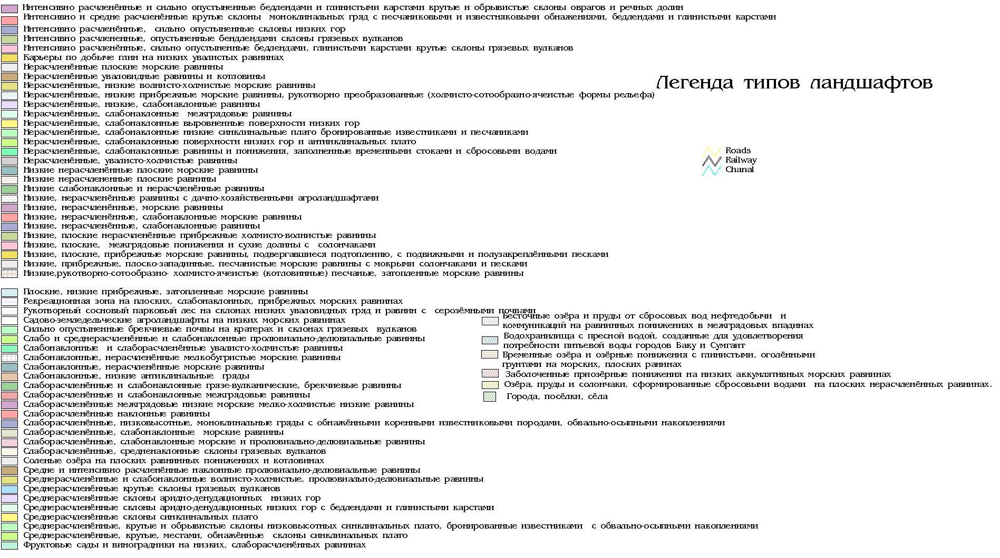 Интенсивно расчленённые и сильно опустыненные бедлендами и глинистыми карстами крутые и обрывистые склоны оврагов и речных долин
Интенсивно и средне расчленённые крутые склоны моноклинальных гряд с песчаниковыми и известняковыми обнажениями, бедлендами и глинистыми карстами
Интенсивно расчленённые, сильно опустыненные склоны низких гор
Интенсивно расчлененные, опустыненные бендлендами склоны грязевых вулканов
Интенсивно расчленённые, сильно опустыненные бедлендами, глинистыми карстами крутые склоны грязевых вулканов
Карьеры по добыче глин на низких увалистых равнинах
Нерасчленённые плоские морские равнины
Нерасчленённые уваловидные равнины и котловины
Нерасчленённые, низкие волнисто-холмистые морские равнины
Нерасчленённые, низкие прибрежные морские равнины, рукотворно преобразованные (холмисто-сотообразно-ячеистые формы рельефа)
Нерасчленённые, низкие, слабонаклонные равнины
Нерасчленённые, слабонаклонные межгрядовые равнины
Нерасчленённые, слабонаклонные выровненные поверхности низких гор
Нерасчленённые, слабонаклонные низкие синклинальные плато бронированные известниками и песчаниками
Нерасчленённые, слабонаклонные поверхности низких гор и антинклинальных плато
Нерасчленённые, слабонаклонные равнины и понижения, заполненные временными стоками и сбросовыми водами
Нерасчленённые, увалисто-холмистые равнины
Низкие нерасчленённые плоские морские равнины
Низкие нерасчлененные плоские равнины
Низкие слабонаклонные и нерасчленённые равнины
Низкие, нерасчленённые равнины с дачно-хозяйственными агроландшафтами
Низкие, нерасчленённые, морские равнины
Низкие, нерасчленённые, слабонаклонные морские равнины
Низкие, нерасчленённые, слабонаклонные равнины
Низкие, плоские нерасчленённые прибрежные холмисто-волнистые равнины
Низкие, плоские, межгрядовые понижения и сухие долины с солончаками
Низкие, плоские, прибрежные морские равнины, подвергавшиеся подтоплению, с подвижными и полузакреплёнными песками
Низкие, прибрежные, плоско-западинные, песчанистые морские равнины с мокрыми солончаками и песками
Низкие,рукотворно-сотообразно- холмисто-ячеистые (котловинные) песчаные, затопленные морские равнины
Плоские, низкие прибрежные, затопленные морские равнины
Рекреационная зона на плоских, слабонаклонных, прибрежных морских равнинах
Рукотворный сосновый парковый лес на склонах низких уваловидных гряд и равнин с серозёмными почвами
Садово-земледельческие агроландшафты на низких морских равнинах
Сильно опустыненные брекчиевые почвы на кратерах и склонах грязевых вулканов
Слабо и среднерасчленённые и слабонаклонные пролювиально-делювиальные равнины
Слабонаклонные и слаборасчленённые увалисто-холмистые равнины
Слабонаклонные, нерасчленённые мелкобугристые морские равнины
Слабонаклонные, нерасчленённые морские равнины
Слабонаклонные, низкие антиклинальные гряды
Слаборасчленённые и слабонаклонные грязе-вулканические, брекчиевые равнины
Слаборасчленённые и слабонаклонные межгрядовые равнины
Слаборасчленённые межгрядовые низкие морские мелко-холмистые низкие равнины
Слаборасчленённые наклонные равнины
Слаборасчленённые, низковысотные, моноклинальные гряды с обнажёнными коренными известниковыми породами, обвально-осыпными накоплениями
Слаборасчленённые, слабонаклонные морские равнины
Слаборасчленённые, слабонаклонные морские и пролювиально-делювиальные равнины
Слаборасчленённые, средненаклонные склоны грязевых вулканов
Соленые озёра на плоских равнинных понижениях и котловинах
Средне и интенсивно расчленённые наклонные пролювиально-делювиальные равнины
Среднерасчленённые и слабонаклонные волнисто-холмистые, пролювиально-делювиальные равнины
Среднерасчленённые крутые склоны грязевых вулканов
Среднерасчленённые склоны аридно-денудационных низких гор
Среднерасчленённые склоны аридно-денудационных низких гор с бедлендами и глинистыми карстами
Среднерасчленённые склоны синклинальных плато
Среднерасчленённые, крутые и обрывистые склоны низковысотных синклинальных плато, бронированные известниками с обвально-осыпными накоплениями
Среднерасчленённые, крутые, местами, обнажённые склоны синклинальных плато
Фруктовые сады и виноградники на низких, слаборасчленённых равнинах
Легенда типов ландшафтов
Roads
Railway
Chanal
Бесточные озёра и пруды от сбросовых вод нефтедобычи и
коммуникаций на равнинных понижениях в межгрядовых впадинах
Водохранилища с пресной водой, созданные для удовлетворения
потребности питьевой воды городов Баку и Сумгаит
Временные озёра и озёрные понижения с глинистыми, оголёнными
грунтами на морских, плоских ранинах
Заболоченные приозёрные понижения на низких аккумлятивных морских равнинах
Озёра, пруды и солончаки, сформированные сбросовыми водами на плоских нерасчленённых равнинах.
Города, посёлки, сёла